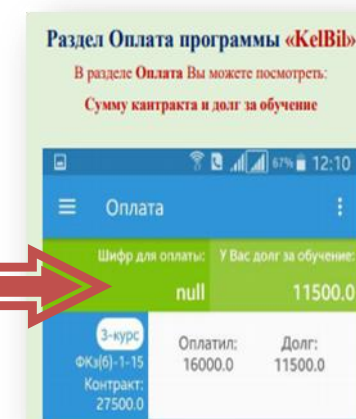 Раздел Оплата программы «KelBil»
В разделе Оплата Вы можете посмотреть:
Сумму кантракта и долг за обучение
67% 12:10
Оплата
Шифр для оплаты: У Вас долг за обучение:
null 11500.0
3-курс
ФКз(б)-1-15
Контракт:
27500.0
Оплатил: Долг:
16000.0 11500.0